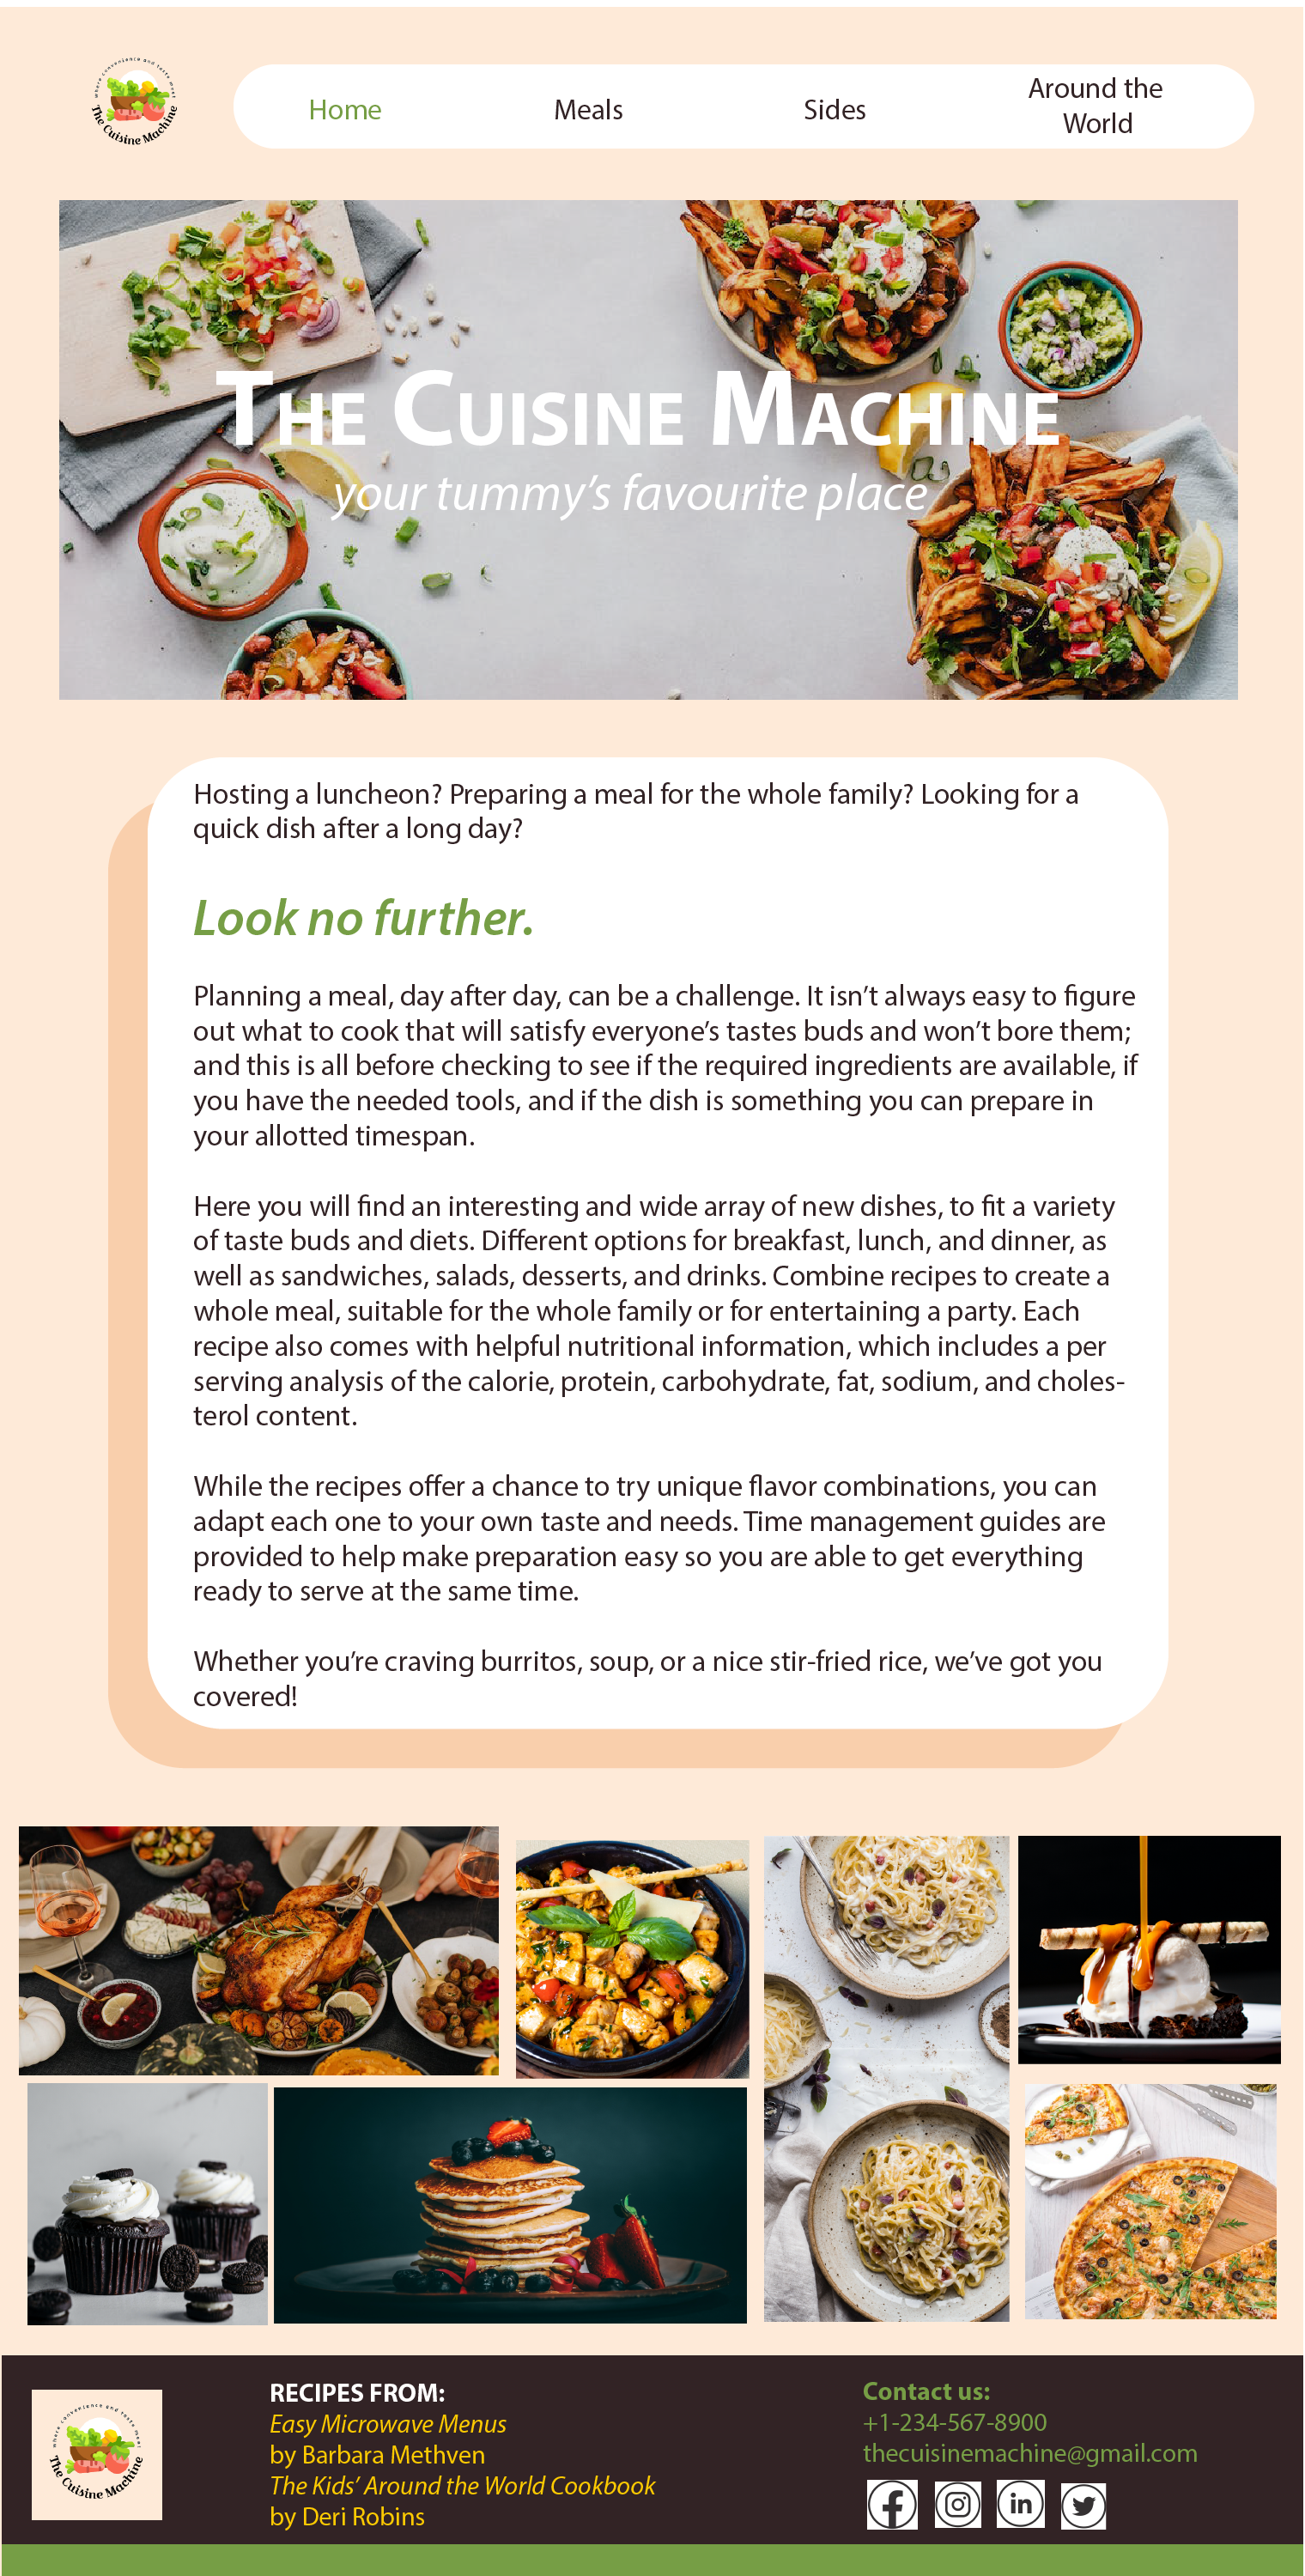 where convenience and taste meet
The Cuisine Machine
Home
Meals
Sides
Around the
World
THE CUISINE MACHINE
your tummy’s favourite place
Hosting a luncheon? Preparing a meal for the whole family? Looking for a
quick dish after a long day?
Look no further.
Planning a meal, day after day, can be a challenge. It isn’t always easy to figure
out what to cook that will satisfy everyone’s tastes buds and won’t bore them;
and this is all before checking to see if the required ingredients are available, if
you have the needed tools, and if the dish is something you can prepare in
your allotted timespan.
Here you will find an interesting and wide array of new dishes, to fit a variety
of taste buds and diets. Different options for breakfast, lunch, and dinner, as
well as sandwiches, salads, desserts, and drinks. Combine recipes to create a
whole meal, suitable for the whole family or for entertaining a party. Each
recipe also comes with helpful nutritional information, which includes a per
serving analysis of the calorie, protein, carbohydrate, fat, sodium, and choles-
terol content.
While the recipes offer a chance to try unique flavor combinations, you can
adapt each one to your own taste and needs. Time management guides are
provided to help make preparation easy so you are able to get everything
ready to serve at the same time.
Whether you’re craving burritos, soup, or a nice stir-fried rice, we’ve got you
covered!
where convenience and taste meet
The Cuisine Machine
RECIPES FROM:
Easy Microwave Menus
by Barbara Methven
The Kids’ Around the World Cookbook
by Deri Robins
Contact us:
+1-234-567-8900
thecuisinemachine@gmail.com
f
in